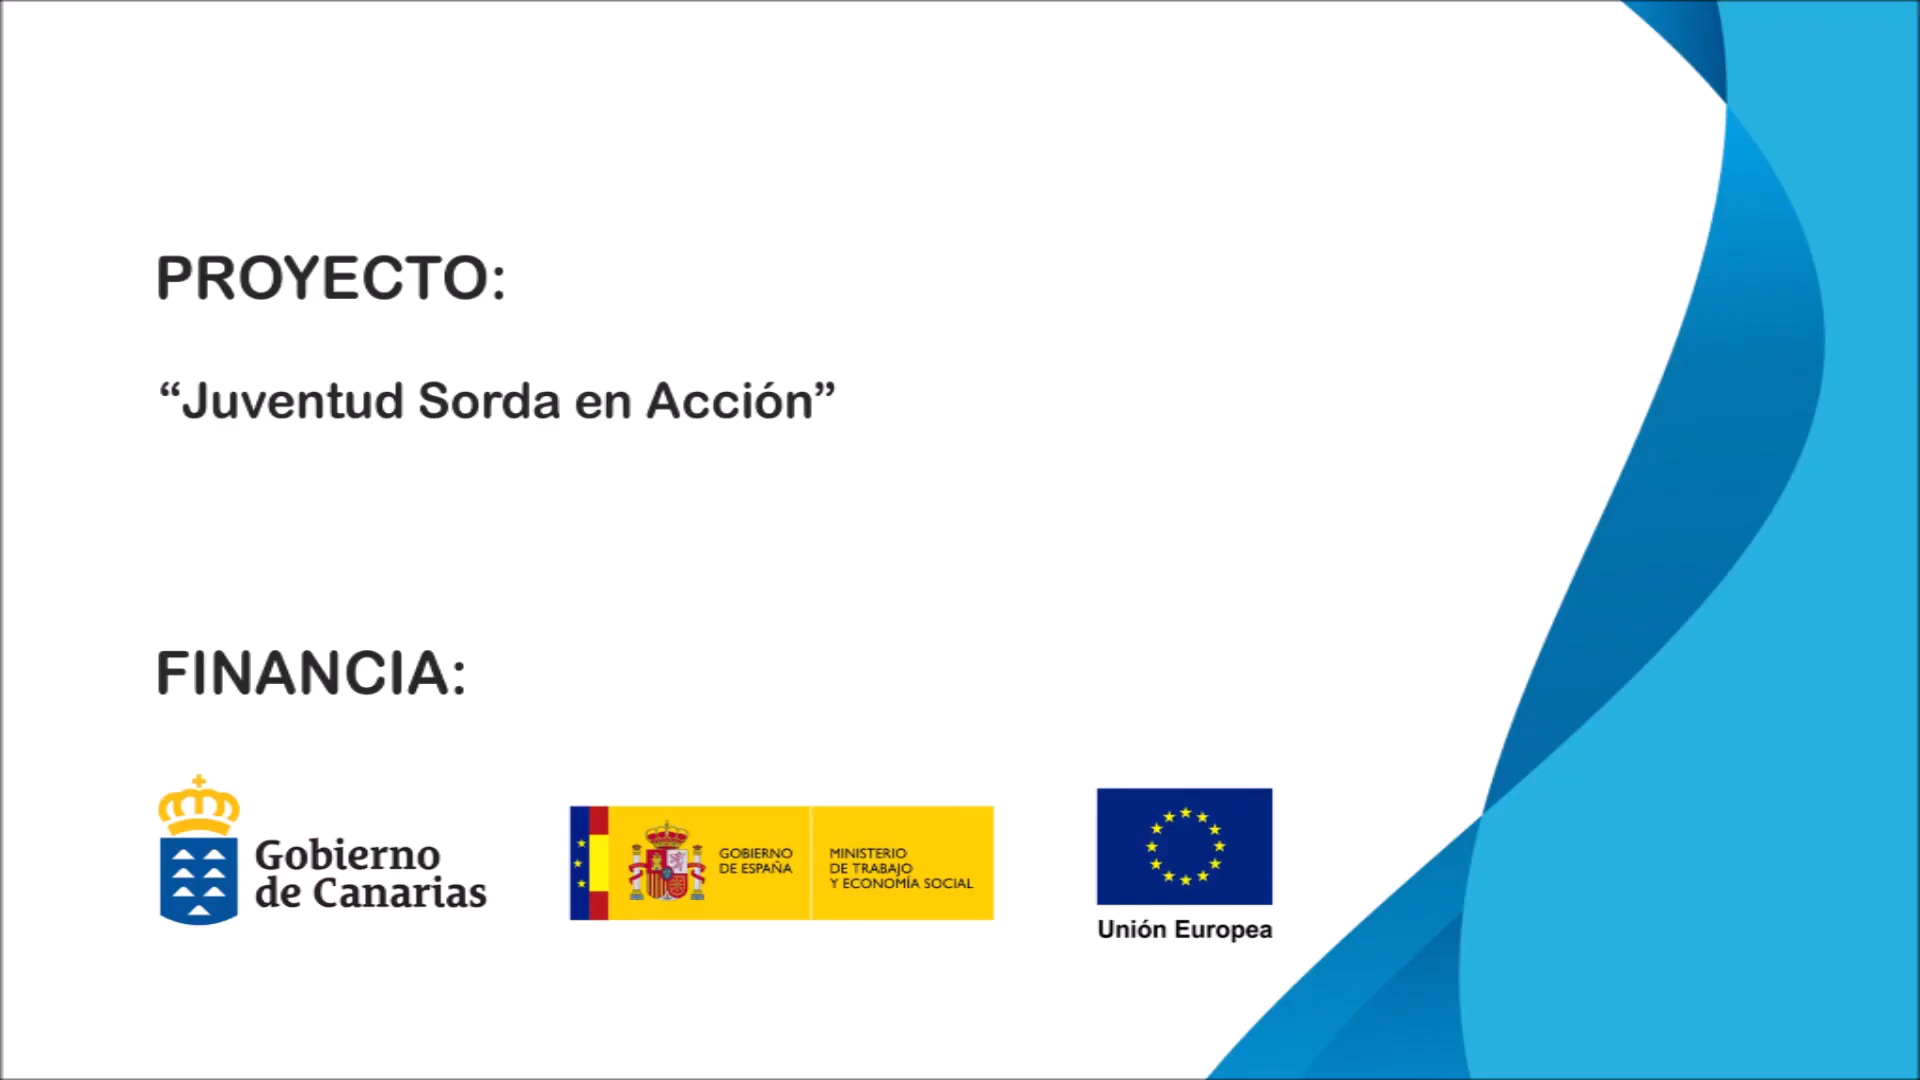 PROYECTO:
“Juventud Sorda en Acción”
FINANCIA:
Gobierno
de Canarias
GOBIERNO
DE ESPAÑA
MINISTERIO
DE TRABAJO
Y ECONOMÍA SOCIAL
Unión Europea